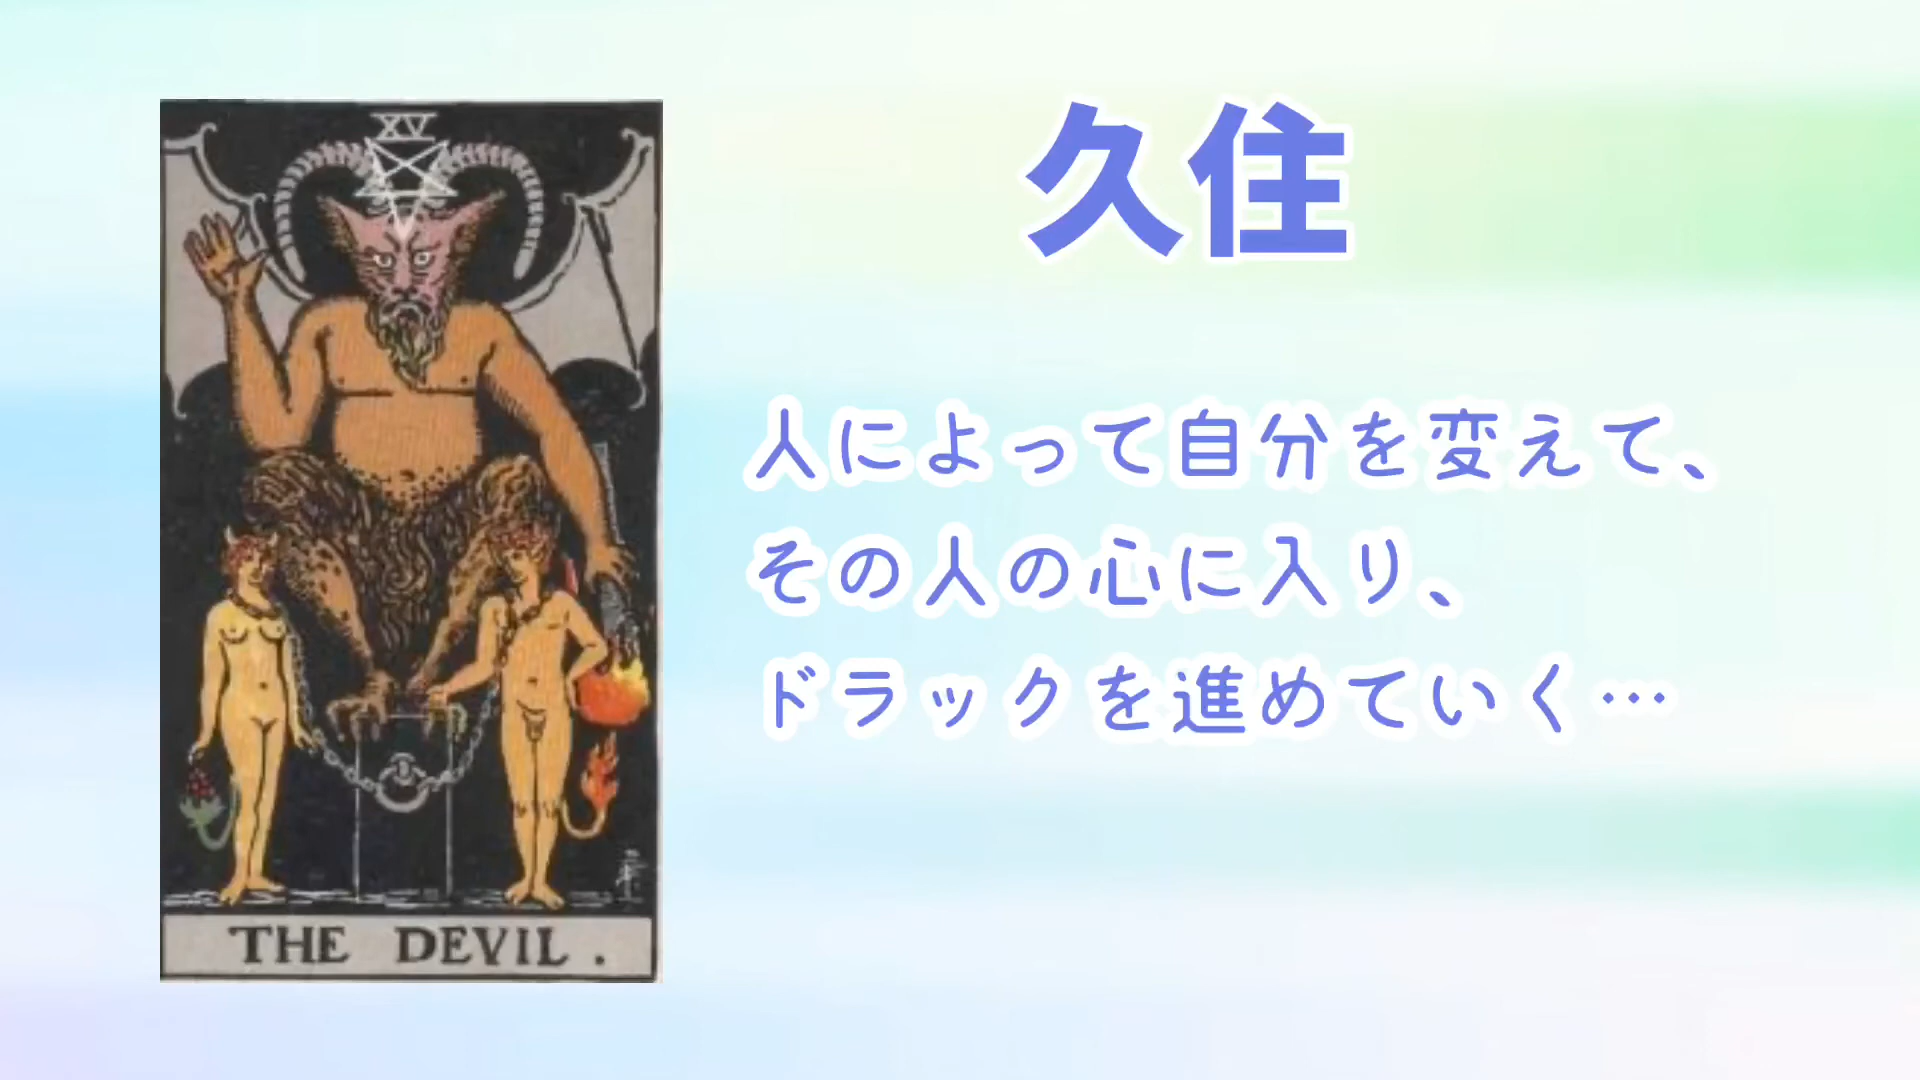 XV
THE DEVIL.
久住
人によって自分を変えて、
その人の心に入り、
ドラックを進めていく…